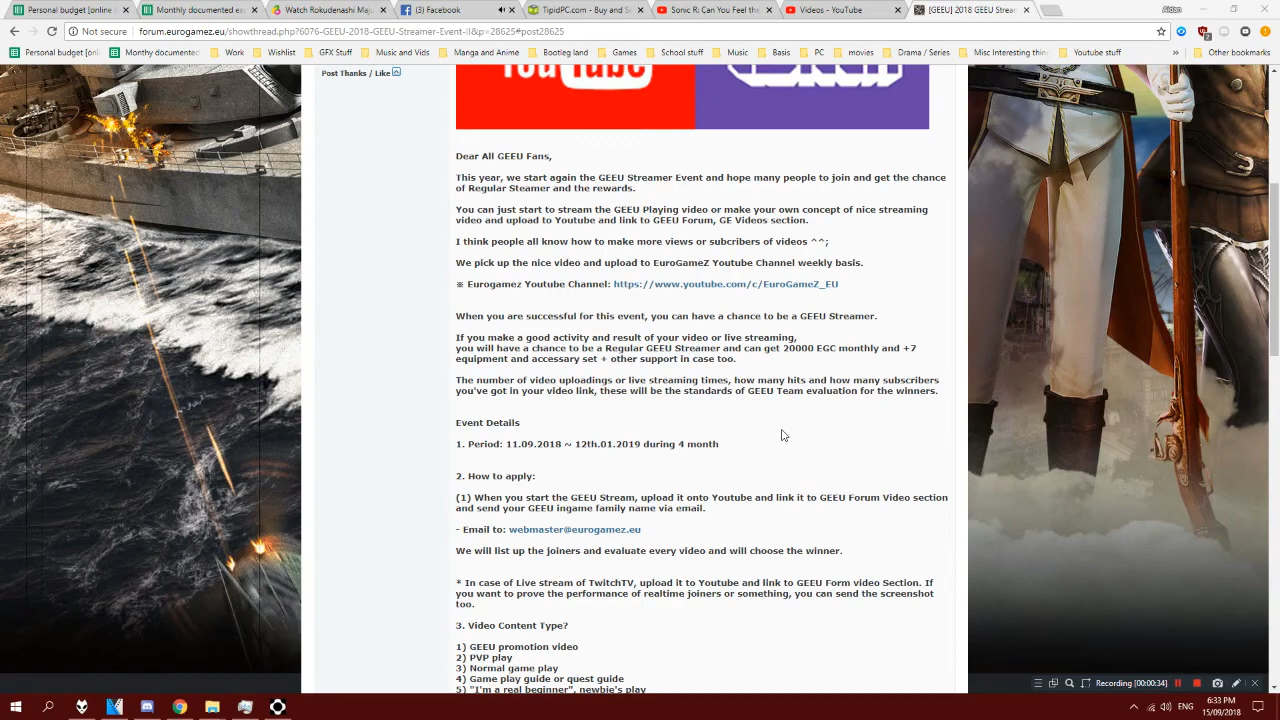 Personal budget [online
Monthly documented exp
Watch Rokudenashi Maju
(3) Facebook
TipidPC.com - Buy and S
Sonic R: Can You Feel the
Videos - YouTube
[GEEU] 2018 GEEU Stream
Not secure
forum.eurogamez.eu/showthread.php?6076-GEEU-2018-GEEU-Streamer-Event-II&p=28625#post28625
Personal budget [onli
Monthy documented
Work
Wishlist
GFX Stuff
Music and Vids
Manga and Anime
Bootleg land
Games
School stuff
Music
Basis
PC
movies
Drama / Series
Misc Interesting thing
Youtube stuff
Other bookmarks
Post Thanks / Like
YouTube
Dear All GEEU Fans,
This year, we start again the GEEU Streamer Event and hope many people to join and get the chance
of Regular Steamer and the rewards.
You can just start to stream the GEEU Playing video or make your own concept of nice streaming
video and upload to Youtube and link to GEEU Forum, GE Videos section.
I think people all know how to make more views or subcribers of videos ^^;
We pick up the nice video and upload to EuroGameZ Youtube Channel weekly basis.
※ Eurogamez Youtube Channel: https://www.youtube.com/c/EuroGameZ_EU
When you are successful for this event, you can have a chance to be a GEEU Streamer.
If you make a good activity and result of your video or live streaming,
you will have a chance to be a Regular GEEU Streamer and can get 20000 EGC monthly and +7
equipment and accessary set + other support in case too.
The number of video uploadings or live streaming times, how many hits and how many subscribers
you've got in your video link, these will be the standards of GEEU Team evaluation for the winners.
Event Details
1. Period: 11.09.2018 ~ 12th.01.2019 during 4 month
2. How to apply:
(1) When you start the GEEU Stream, upload it onto Youtube and link it to GEEU Forum Video section
and send your GEEU ingame family name via email.
- Email to: webmaster@eurogamez.eu
We will list up the joiners and evaluate every video and will choose the winner.
* In case of Live stream of TwitchTV, upload it to Youtube and link to GEEU Form video Section. If
you want to prove the performance of realtime joiners or something, you can send the screenshot
too.
3. Video Content Type?
1) GEEU promotion video
2) PVP play
3) Normal game play
4) Game play guide or quest guide
5) "I'm a real beginner", newbie's play
Recording [00:00:34]
ENG
6:33 PM
15/09/2018